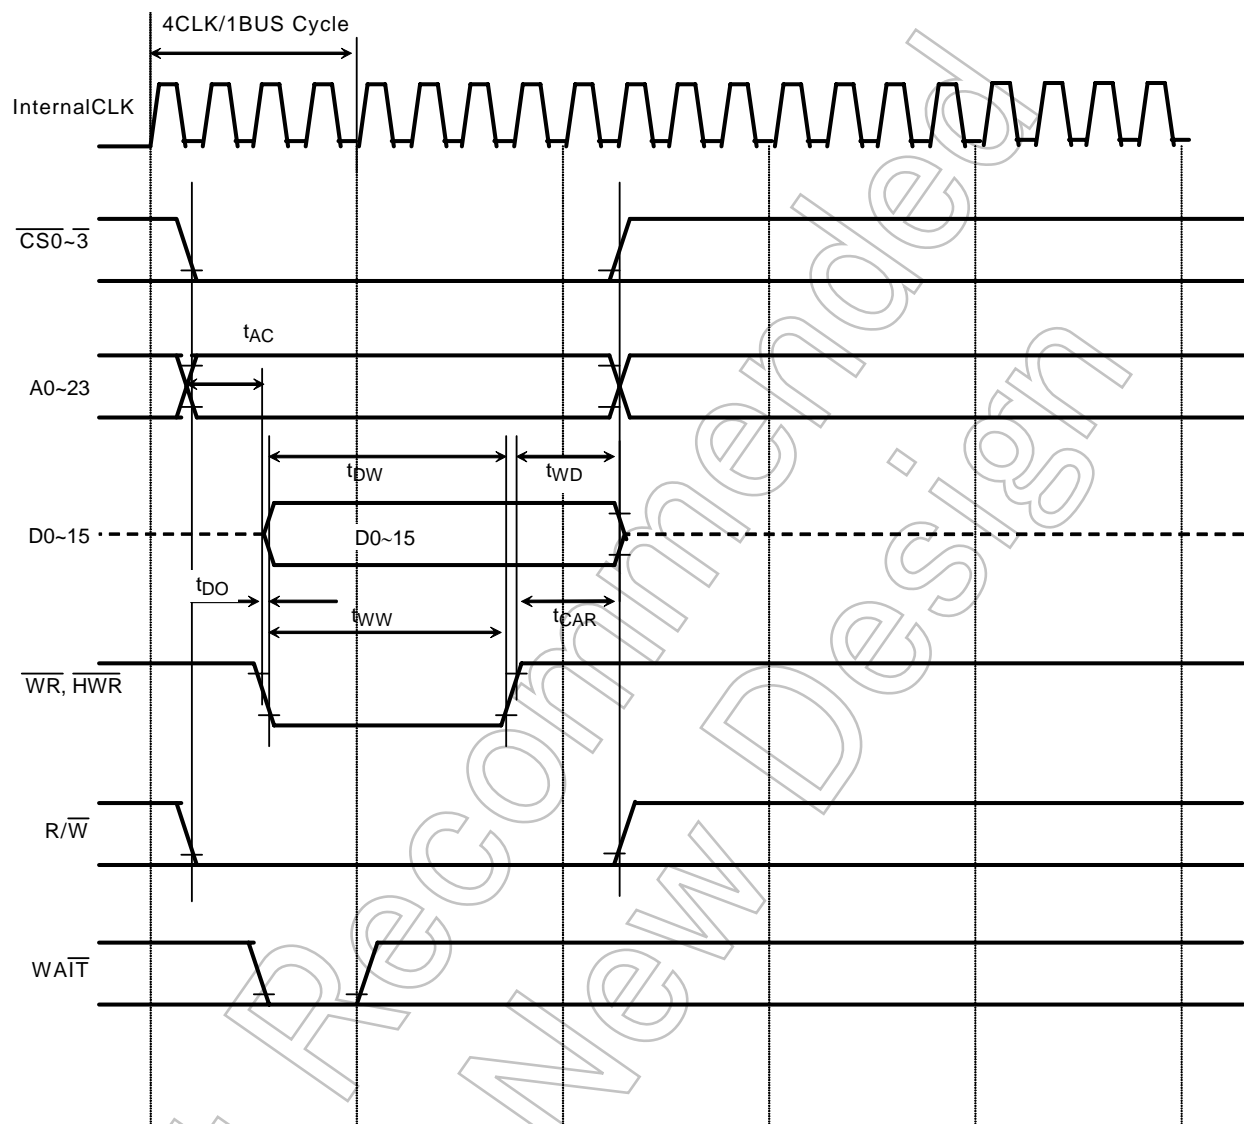 4CLK/1BUS Cycle
InternalCLK
CS0~3
tAC
A0~23
tDW
tWD
D0~15
D0~15
tDO
tWW
tCAR
WR, HWR
R/W
WAIT
Recommended
New Design